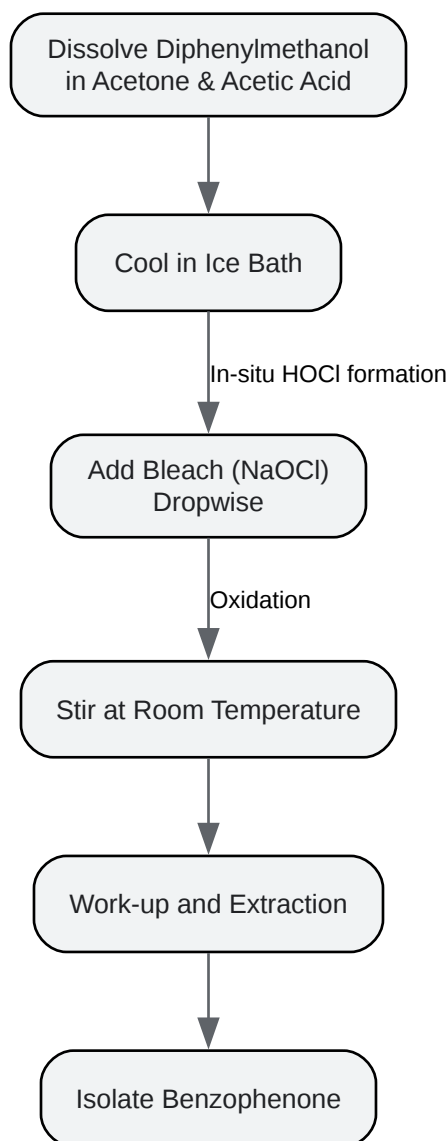 Dissolve Diphenylmethanol
in Acetone & Acetic Acid
Cool in Ice Bath
In-situ HOCl formation
Add Bleach (NaOCl)
Dropwise
Oxidation
Stir at Room Temperature
Work-up and Extraction
Isolate Benzophenone